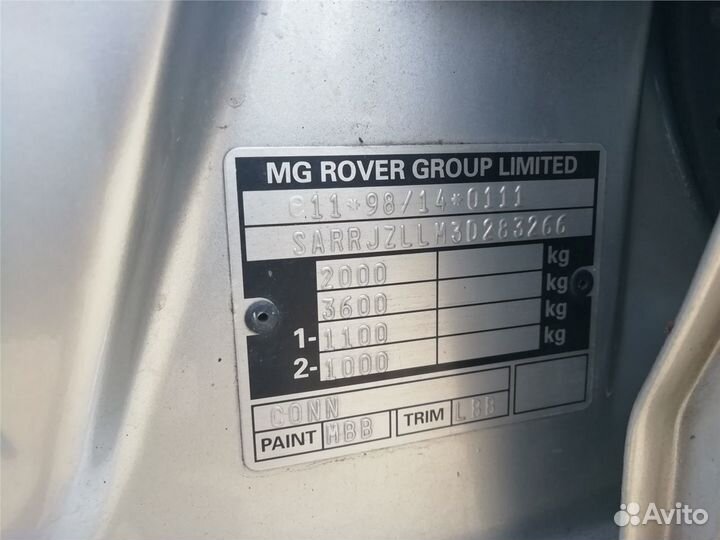 MG ROVER GROUP LIMITED
e11*98/14*0111
SARRJZLLM3D283266
2000 kg
3600 kg
1- 1100 kg
2- 1000 kg
CONN
PAINT MBB TRIM LBB
Avito